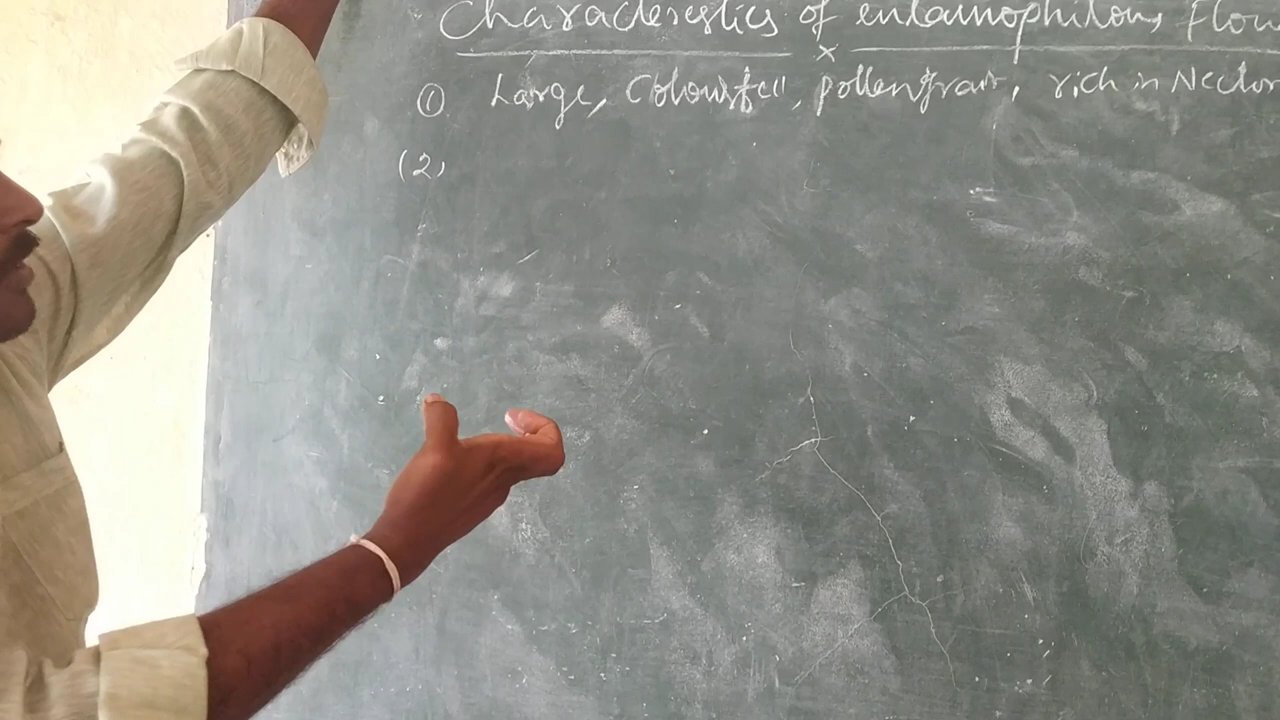 Characterestics of entamophilous Flow
① Large, Colourfull, pollengrain, rich in Nector
(2)